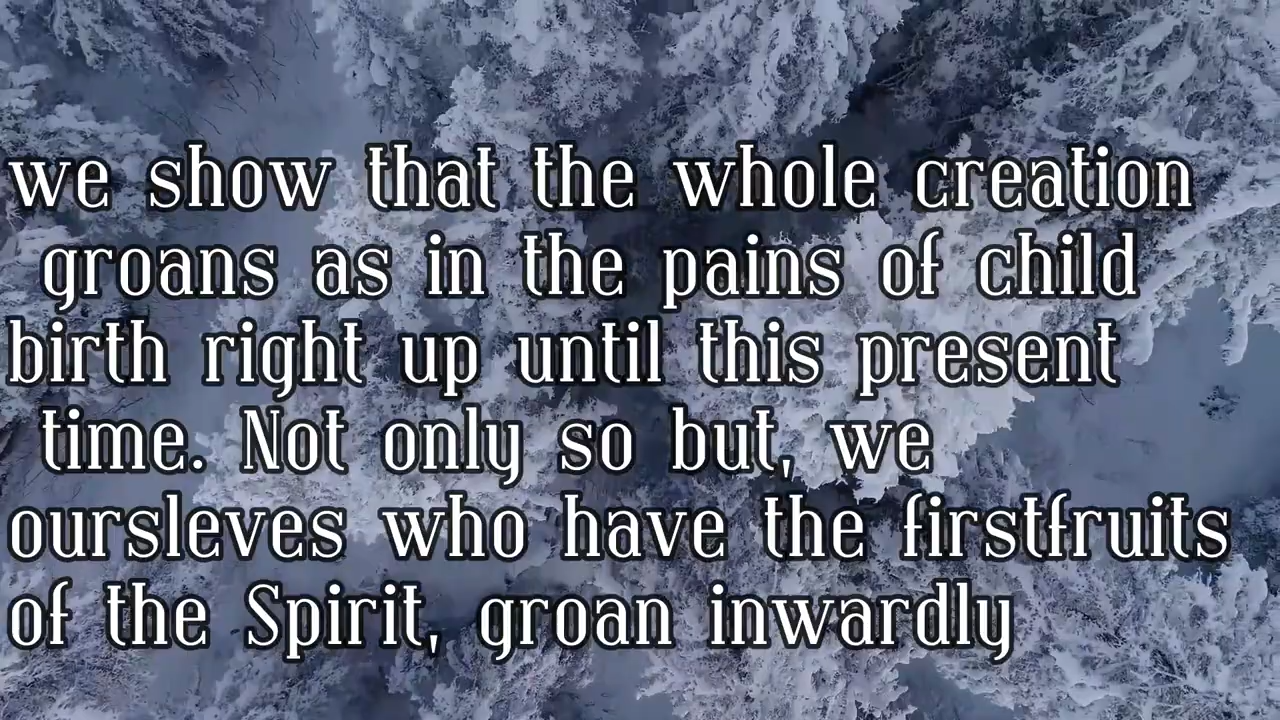 we show that the whole creation
groans as in the pains of child
birth right up until this present
time. Not only so but, we
oursleves who have the firstfruits
of the Spirit, groan inwardly